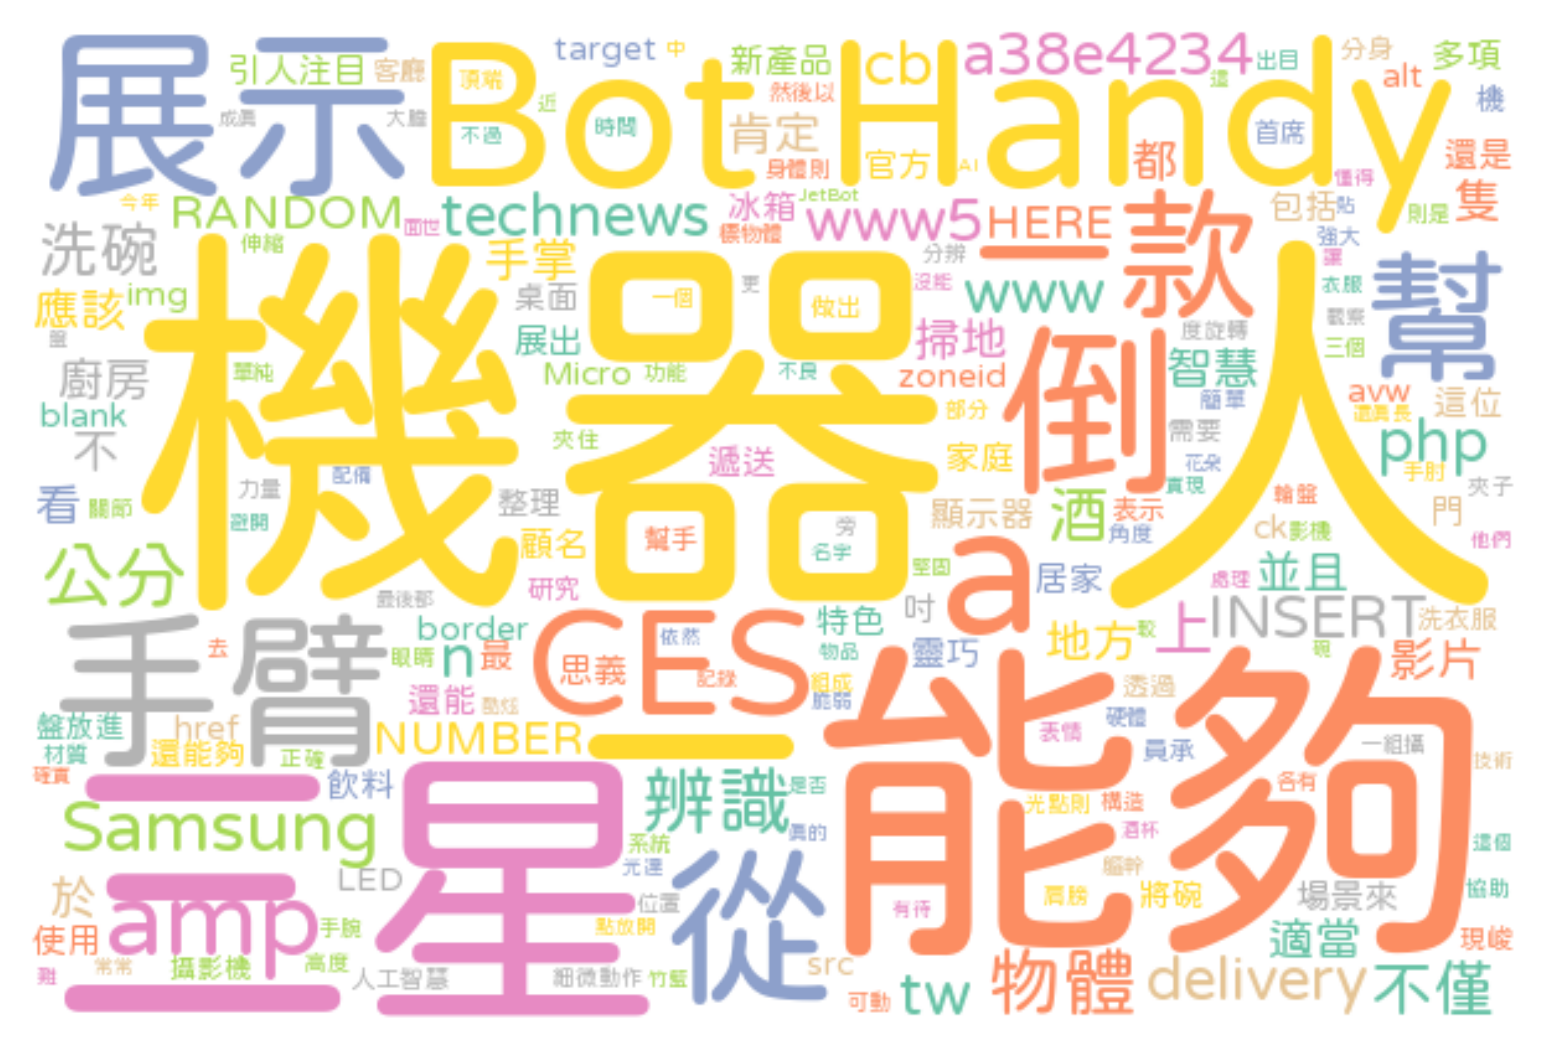 展示
Bot
Handy
引人注目
客廳
target
中
新產品
cb
a38e4234
出目
分身
多項
alt
機
成真
大膽
頂端
近
不過
時間
然後以
肯定
身體則
官方
AI
這
首席
都
懂得
還是
隻
今年
RANDOM
面世
伸縮
technews
冰箱
JetBot
標物體
www5
HERE
一款
包括
貼
則是
強大
洗碗
手掌
分辨
讓
幫
應該
img
桌面
一個
更
做出
沒能
www
衣服
觀察
盤
機器人
展出
掃地
倒
度旋轉
三個
智慧
廚房
單純
Micro
功能
不良
zoneid
簡單
avw
還真長
這位
blank
不
夾住
遞送
部分
家庭
需要
花朵
實現
php
手肘
夾子
看
關節
力量
配備
避開
整理
顧名
幫手
旁
名字
顯示器
堅固
酒
表示
角度
輪盤
ck
影機
門
他們
公分
最後都
研究
a
居家
處理
並且
手臂
去
眼睛
border
n
最
CES
思義
依然
記錄
特色
物品
吋
靈巧
地方
較
上
INSERT
洗衣服
碗
影片
還能
酷炫
組成
脆弱
能夠
透過
表情
硬體
員承
一組攝
技術
盤放進
材質
確實
href
還能夠
正確
NUMBER
三星
飲料
辨識
是否
真的
光點則
構造
各有
酒杯
這個
Samsung
LED
系統
光達
從
軀幹
肩膀
將碗
場景來
協助
於
amp
使用
手腕
位置
點放開
有待
適當
現峻
難
常常
攝影機
高度
人工智慧
細微動作
竹籃
src
可動
tw
物體
delivery
不僅